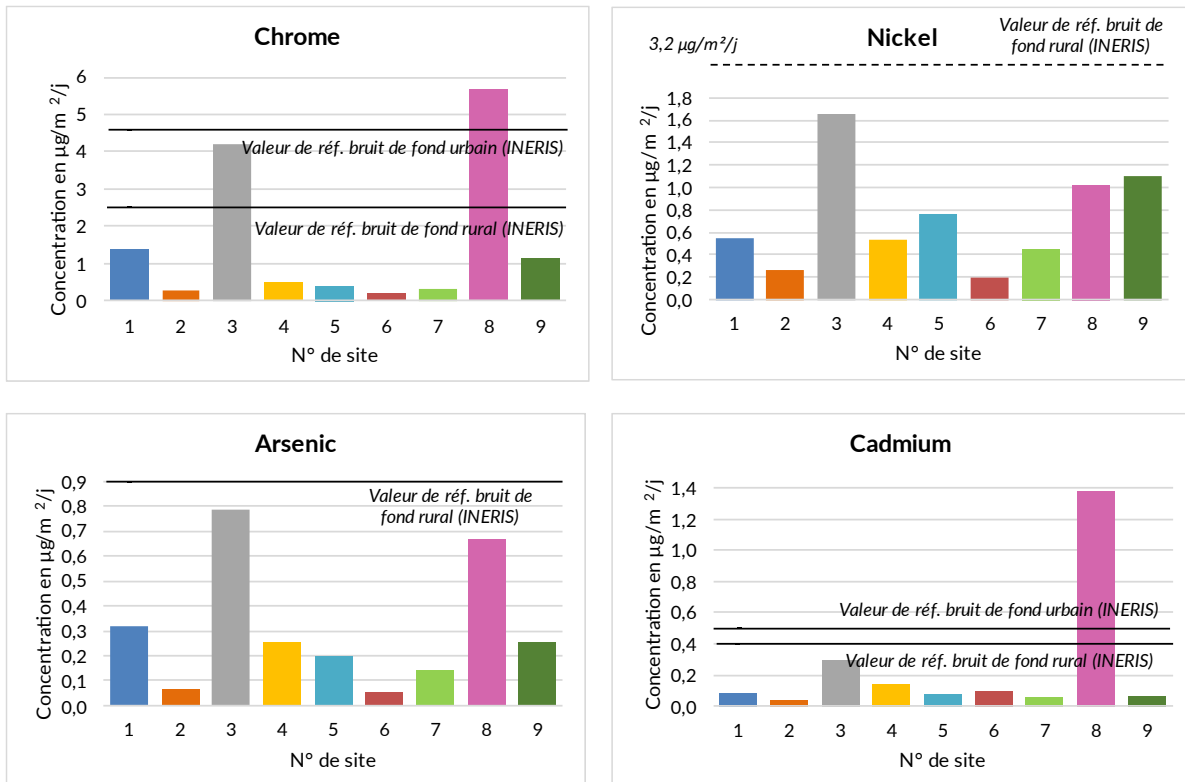 Chrome
Concentration en µg/m ²/j
6
5
4
3
2
1
0
Valeur de réf. bruit de fond urbain (INERIS)
Valeur de réf. bruit de fond rural (INERIS)
1 2 3 4 5 6 7 8 9
N° de site
3,2 µg/m²/j
Nickel
Valeur de réf. bruit de
fond rural (INERIS)
Concentration en µg/m ²/j
1,8
1,6
1,4
1,2
1,0
0,8
0,6
0,4
0,2
0,0
1 2 3 4 5 6 7 8 9
N° de site
Arsenic
Concentration en µg/m ²/j
0,9
0,8
0,7
0,6
0,5
0,4
0,3
0,2
0,1
0,0
Valeur de réf. bruit de
fond rural (INERIS)
1 2 3 4 5 6 7 8 9
N° de site
Cadmium
Concentration en µg/m ²/j
1,4
1,2
1,0
0,8
0,6
0,4
0,2
0,0
Valeur de réf. bruit de fond urbain (INERIS)
Valeur de réf. bruit de fond rural (INERIS)
1 2 3 4 5 6 7 8 9
N° de site